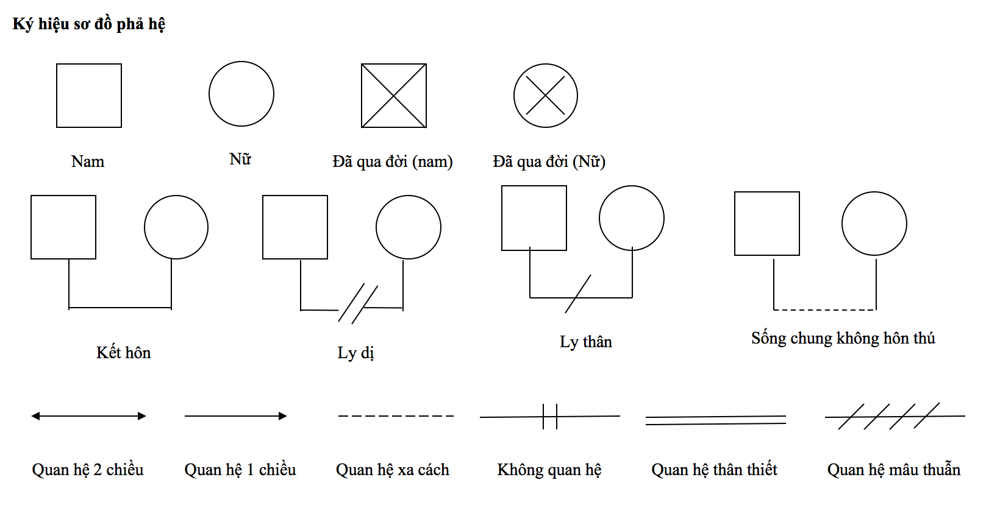 Ký hiệu sơ đồ phả hệ
Nam
Nữ
Đã qua đời (nam)
Đã qua đời (Nữ)
Kết hôn
Ly dị
Ly thân
Sống chung không hôn thú
Quan hệ 2 chiều
Quan hệ 1 chiều
Quan hệ xa cách
Không quan hệ
Quan hệ thân thiết
Quan hệ mâu thuẫn